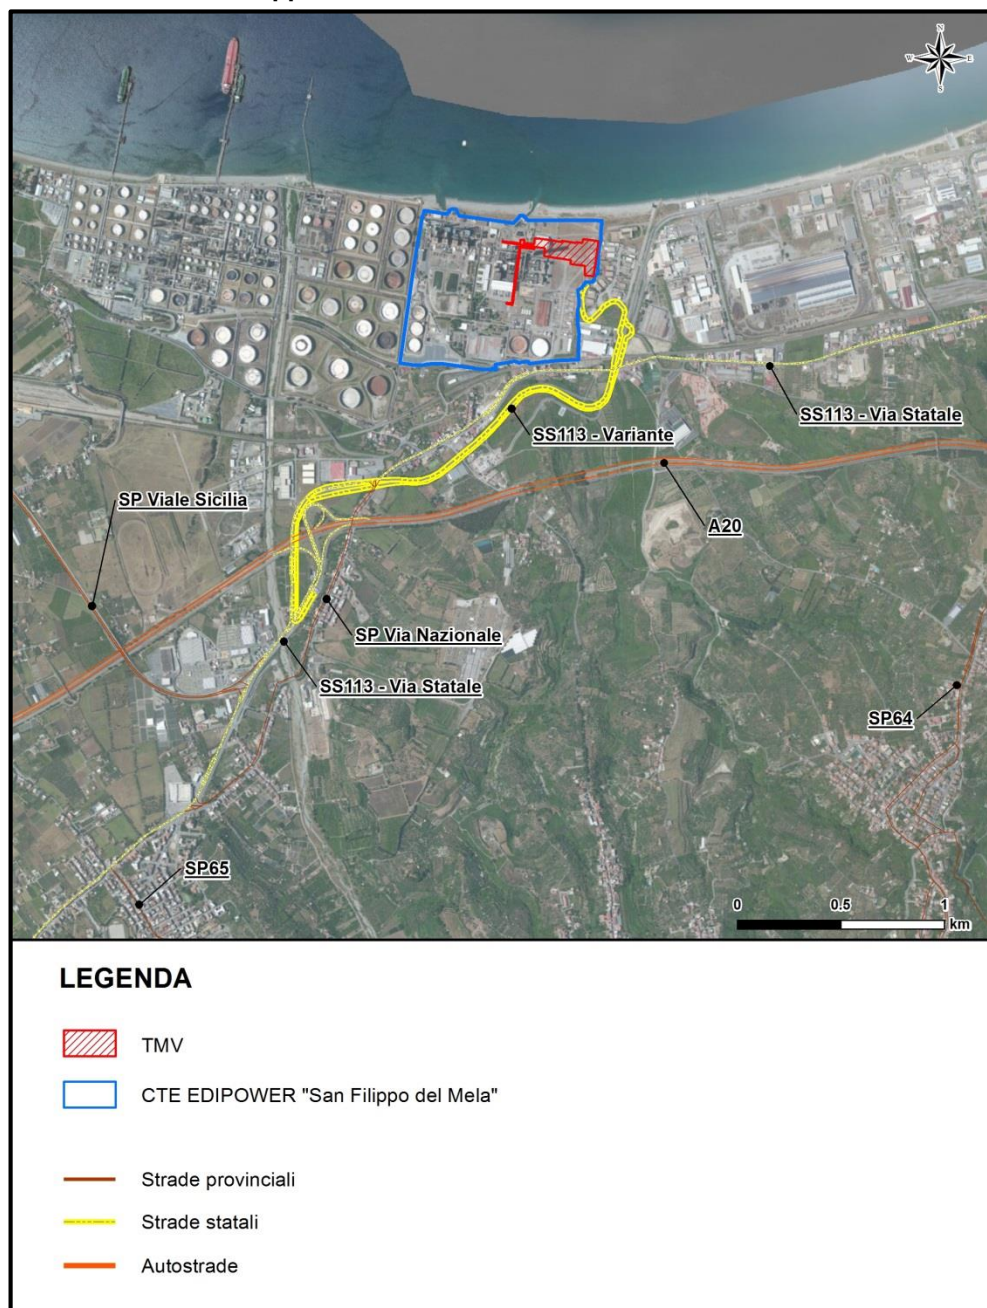 N
W E
S
SS113 - Via Statale
SS113 - Variante
SP Viale Sicilia
A20
SP Via Nazionale
SS113 - Via Statale
SP64
SP65
0 0.5 1
km
LEGENDA
TMV
CTE EDIPOWER "San Filippo del Mela"
Strade provinciali
Strade statali
Autostrade